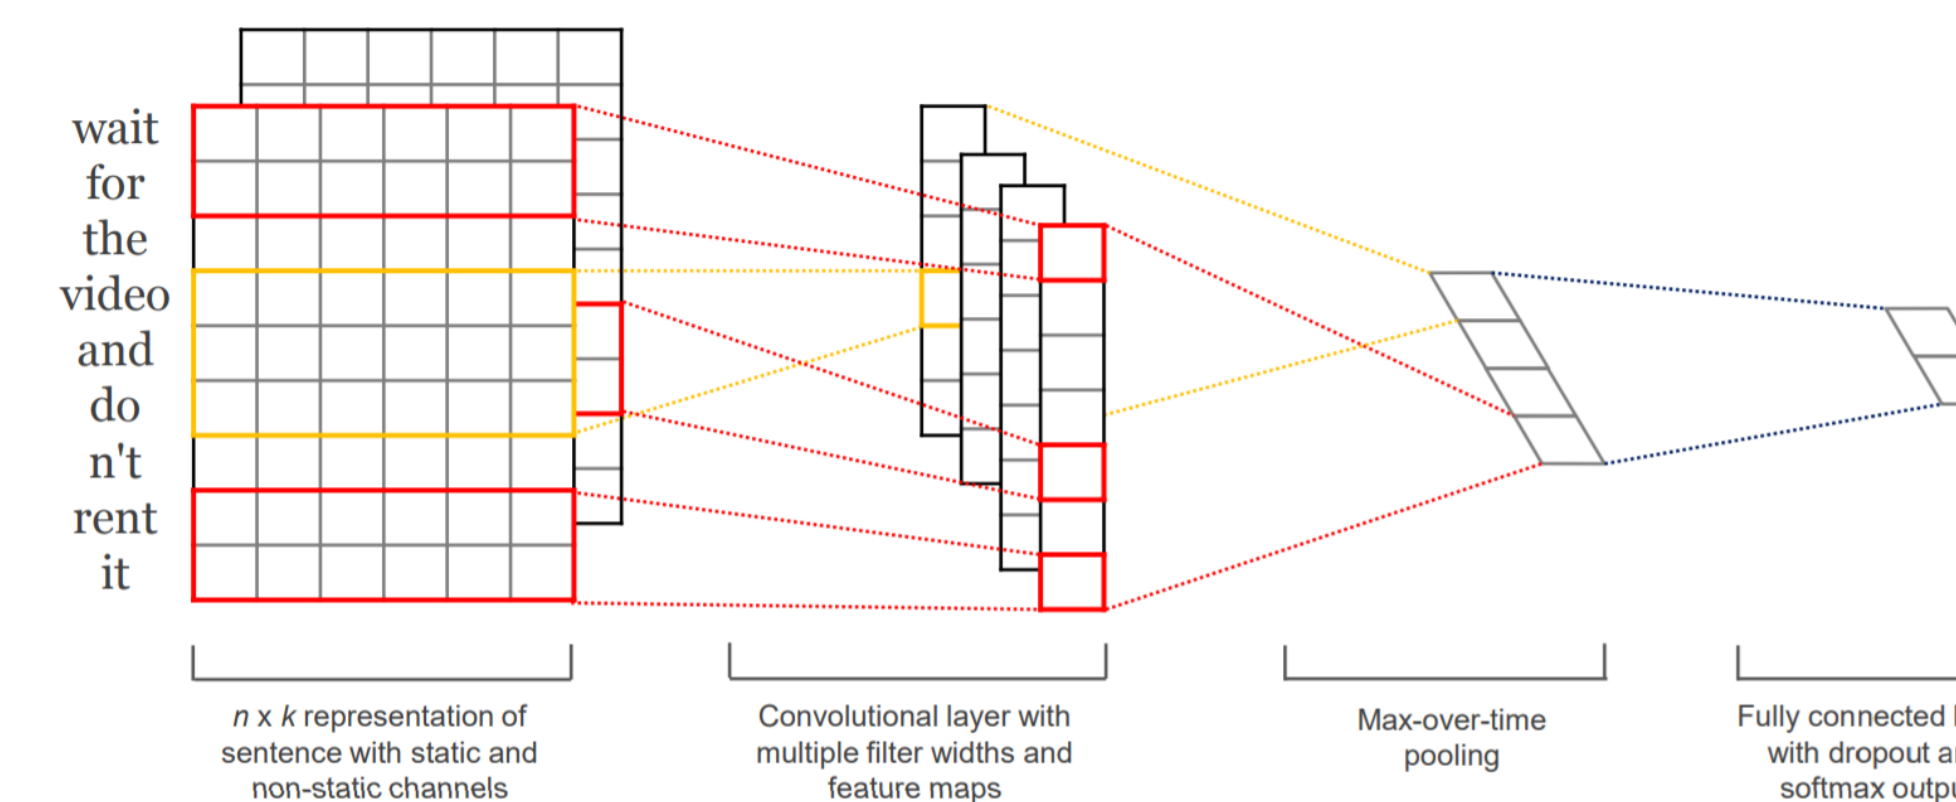 wait
for
the
video
and
do
n't
rent
it
n x k representation of
sentence with static and
non-static channels
Convolutional layer with
multiple filter widths and
feature maps
Max-over-time
pooling
Fully connected
with dropout
softmax